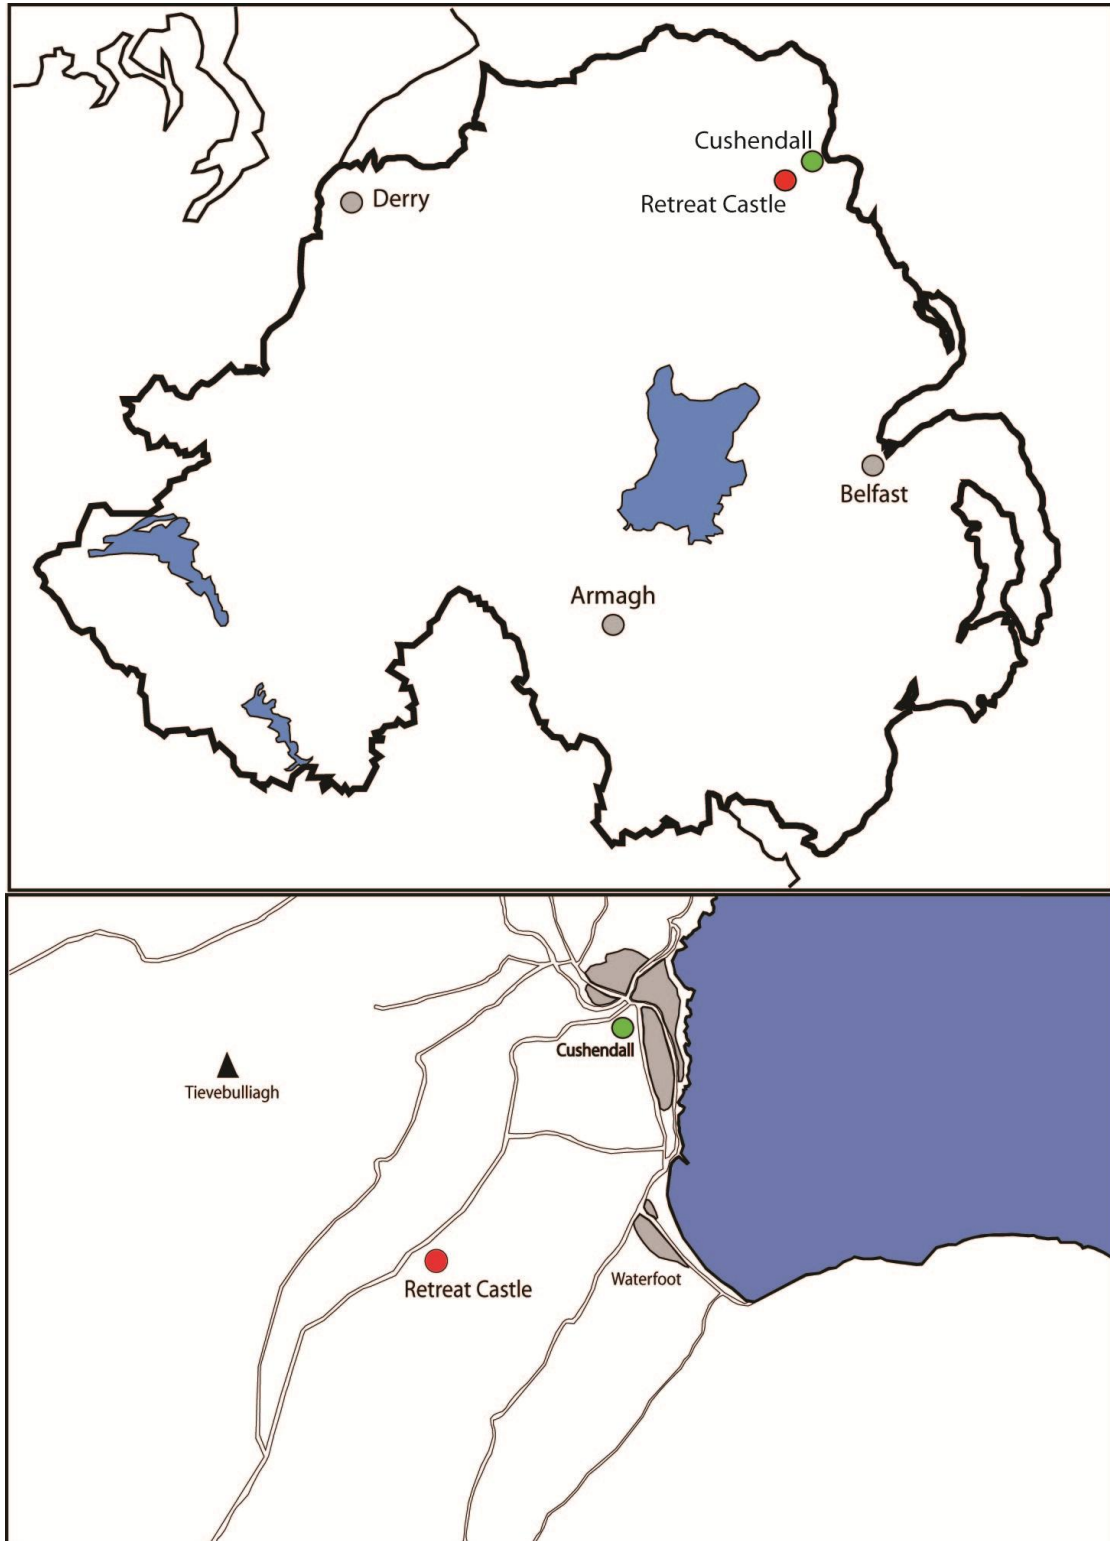 Cushendall
Derry
Retreat Castle
Belfast
Armagh
Cushendall
Tievebulliagh
Waterfoot
Retreat Castle